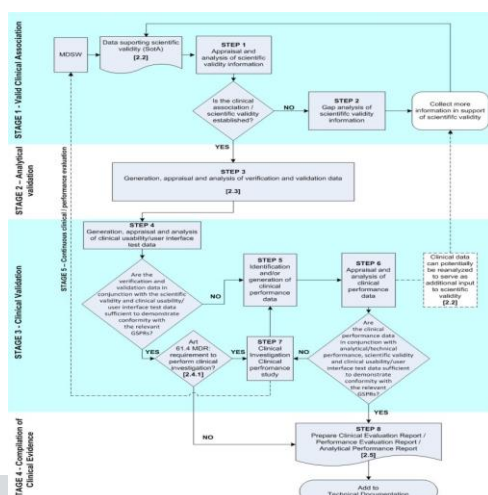 STAGE 1 - Valid Clinical Association
MDSW
Data suporting scientific
validity (SotA)
[2.2]
STEP 1
Appraisal and
analysis of scientific
validity information
Is the clinical
association /
scientific validity
established?
NO
STEP 2
Gap analysis of
scientific validity
information
Collect more
information in support
of scientififc validity
YES
STAGE 2 – Analytical
validation
STEP 3
Generation, appraisal and analysis of verification and validation data
[2.3]
STAGE 5 - Continuous clinical / performance evaluation
STAGE 3 - Clinical Validation
STEP 4
Generation, appraisal and analysis
of clinical usability/user interface
test data
Are the
verification and
validation data in
conjunction with the scientific
validity and clinical usability/
user interface test data
sufficient to demonstrate
conformity with
the relevant
GSPRs?
NO
STEP 5
Identification
and/or
generation of
clinical
performance
data
STEP 6
Appraisal and
analysis of
clinical
performance
data
Clinical data
can potentially
be reanalyzed
to serve as
additional input
to scientific
validity
[2.2]
YES
Art
61.4 MDR:
requirement to
perform clinical
investigation?
[2.4.1]
YES
STEP 7
Clinical
Investigation
Clinical
perfromance
study
NO
Are
the clinical
performance data
in conjunction with
analytical/technical
performance, scientific validity
and clinical usability/user
interface test data sufficient
to demonstrate
conformity with
the relevant
GSPRs?
YES
NO
STAGE 4 - Compilation of
Clinical Evidence
STEP 8
Prepare Clinical Evaluation Report /
Performance Evaluation Report /
Analytical Performance Report
[2.5]
Add to
Technical Documentation